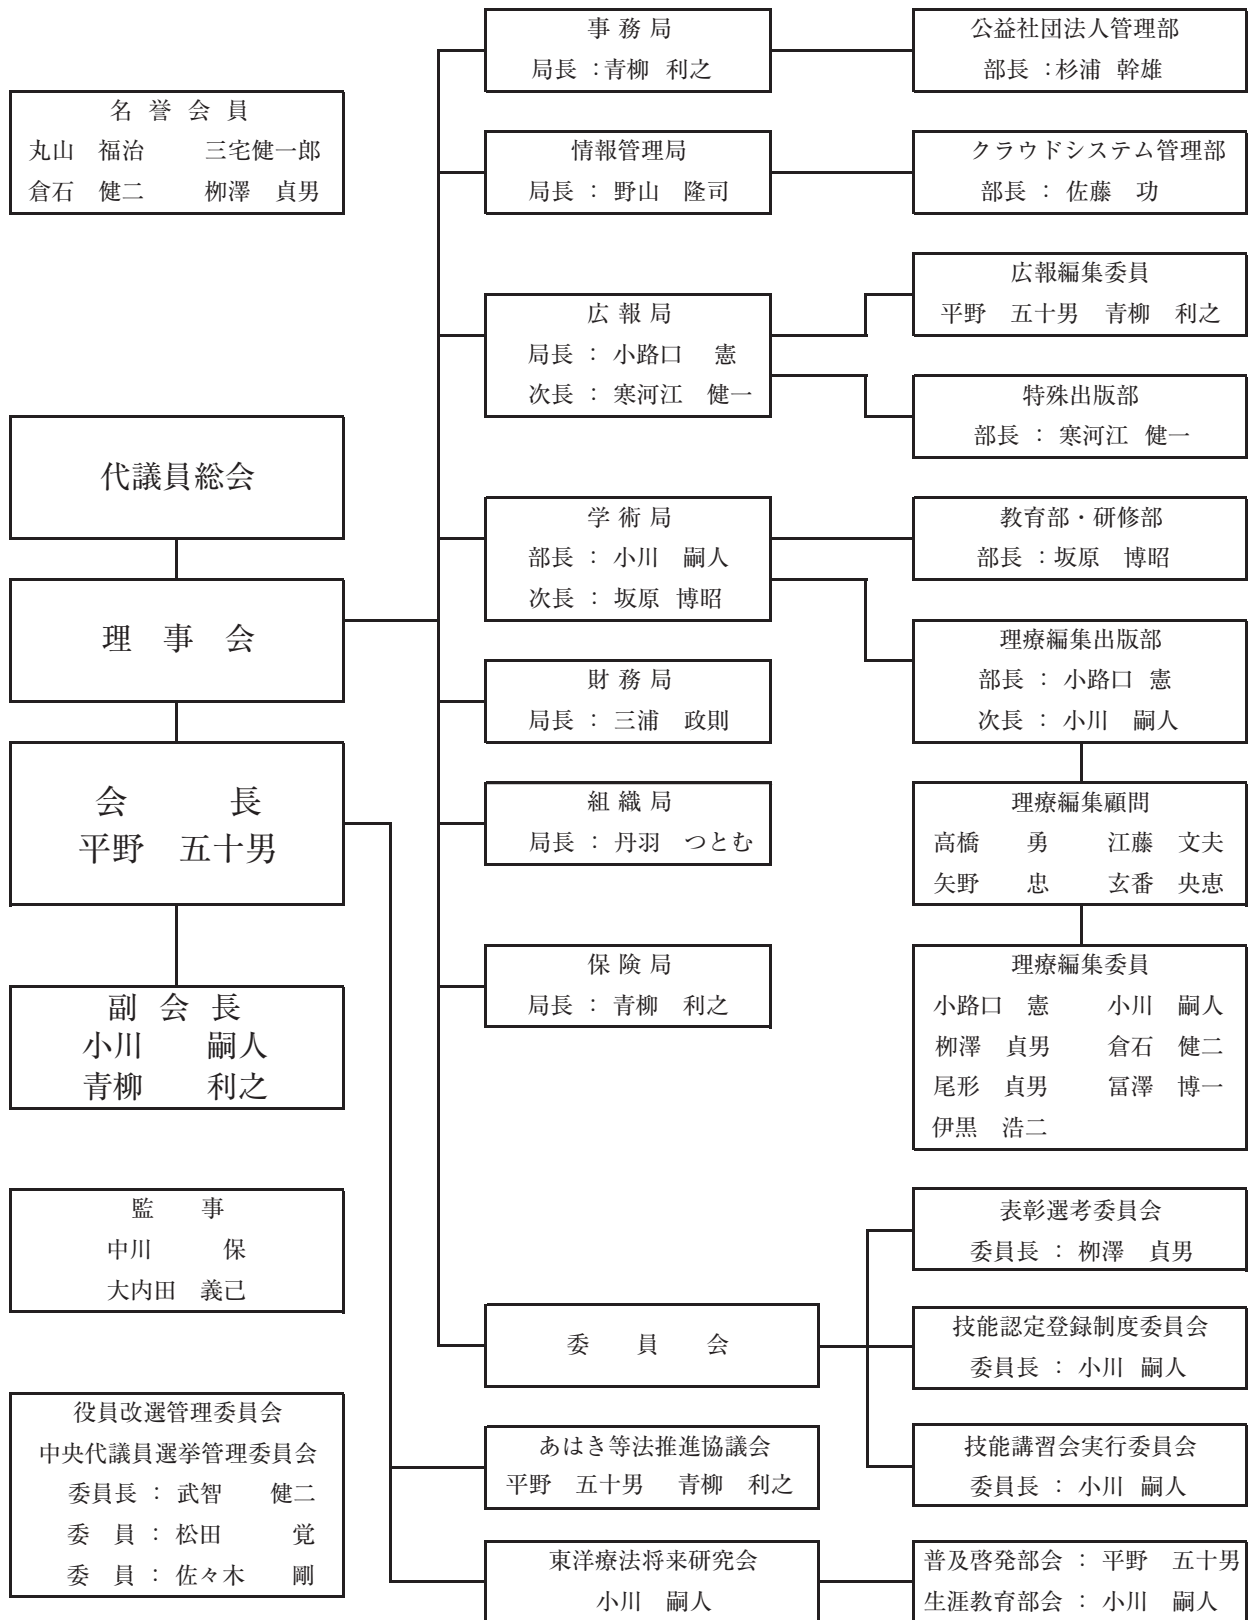 名 誉 会 員
丸山 福治 三宅健一郎
倉石 健二 栁澤 貞男
代議員総会
理 事 会
会 長
平野 五十男
副 会 長
小川 嗣人
青柳 利之
監 事
中川 保
大内田 義己
役員改選管理委員会
中央代議員選挙管理委員会
委員長 : 武智 健二
委 員 : 松田 覚
委 員 : 佐々木 剛
事 務 局
局長 :青柳 利之
情報管理局
局長 : 野山 隆司
広 報 局
局長 : 小路口 憲
次長 : 寒河江 健一
学 術 局
部長 : 小川 嗣人
次長 : 坂原 博昭
財 務 局
局長 : 三浦 政則
組 織 局
局長 : 丹羽 つとむ
保 険 局
局長 : 青柳 利之
委 員 会
あはき等法推進協議会
平野 五十男 青柳 利之
東洋療法将来研究会
小川 嗣人
公益社団法人管理部
部長 :杉浦 幹雄
クラウドシステム管理部
部長 : 佐藤 功
広報編集委員
平野 五十男 青柳 利之
特殊出版部
部長 : 寒河江 健一
教育部・研修部
部長 :坂原 博昭
理療編集出版部
部長 : 小路口 憲
次長 : 小川 嗣人
理療編集顧問
高橋 勇 江藤 文夫
矢野 忠 玄番 央恵
理療編集委員
小路口 憲 小川 嗣人
栁澤 貞男 倉石 健二
尾形 貞男 冨澤 博一
伊黒 浩二
表彰選考委員会
委員長 : 栁澤 貞男
技能認定登録制度委員会
委員長 : 小川 嗣人
技能講習会実行委員会
委員長 : 小川 嗣人
普及啓発部会 : 平野 五十男
生涯教育部会 : 小川 嗣人